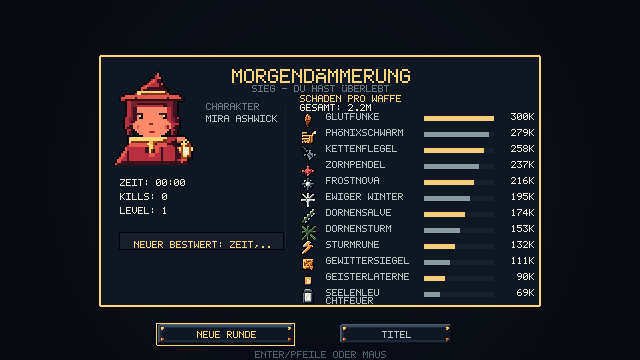 MORGENDÄMMERUNG
SIEG - DU HAST ÜBERLEBT
CHARAKTER
MIRA ASHWICK
ZEIT: 00:00
KILLS: 0
LEVEL: 1
NEUER BESTWERT: ZEIT,..
SCHADEN PRO WAFFE
GESAMT: 2.2M
GLUTFUNKE 300K
PHÖNIXSCHWARM 279K
KETTENFLEGEL 258K
ZORNPENDEL 237K
FROSTNOVA 216K
EWIGER WINTER 195K
DORNENSALVE 174K
DORNENSTURM 153K
STURMRUNE 132K
GEWITTERSIEGEL 111K
GEISTERLATERNE 90K
SEELENLEU 69K
CHTFEUER
NEUE RUNDE
TITEL
ENTER/PFEILE ODER MAUS